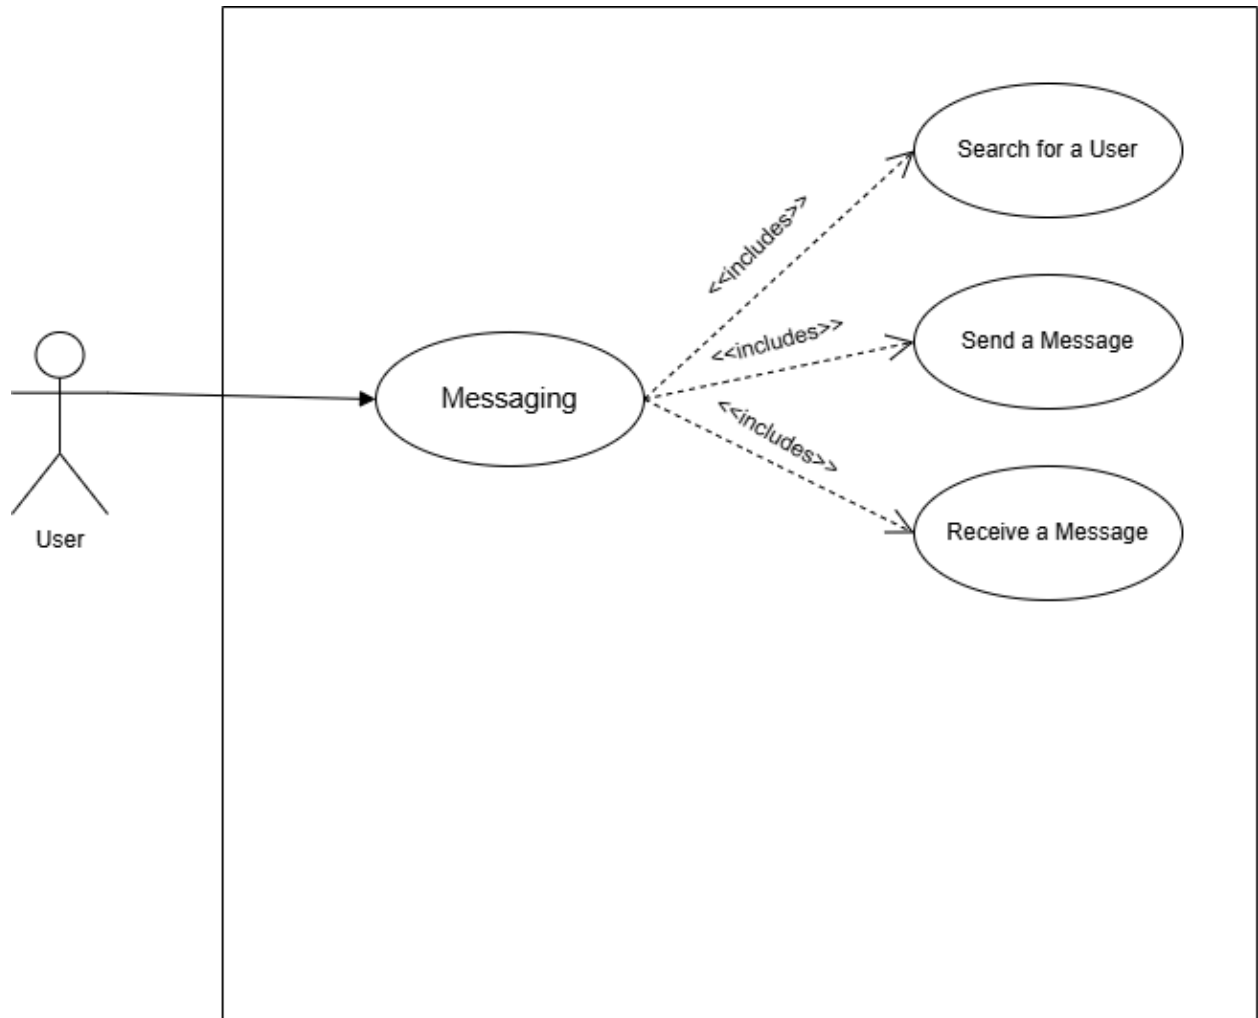 Search for a User
<<includes>>
Send a Message
<<includes>>
Messaging
<<includes>>
Receive a Message
User